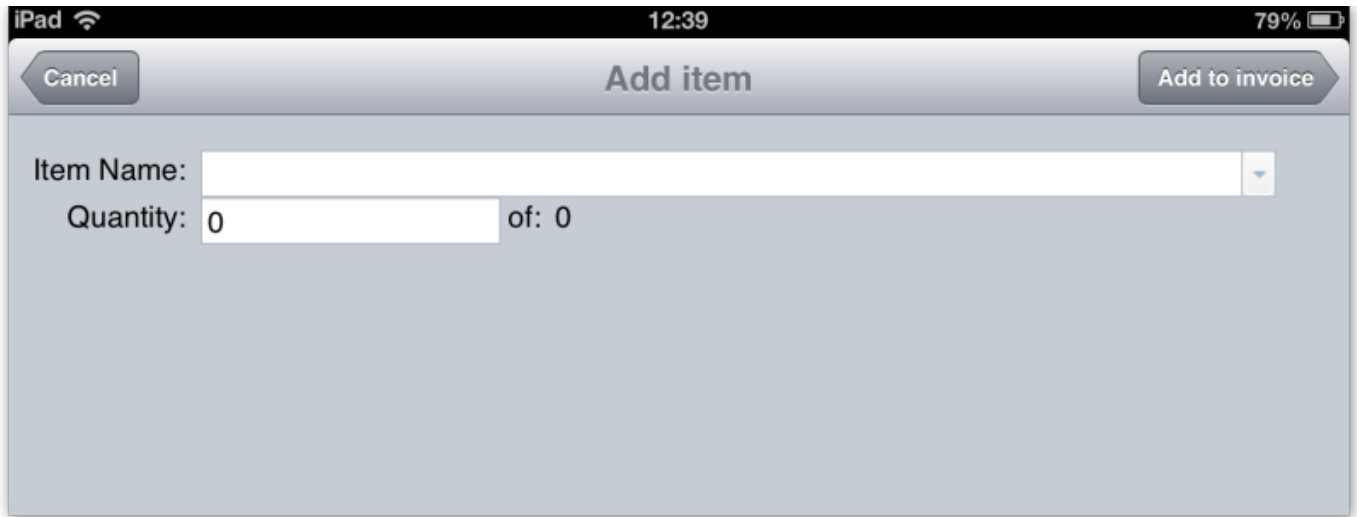 iPad 12:39 79%
Cancel Add item Add to invoice
Item Name:
Quantity: 0 of: 0